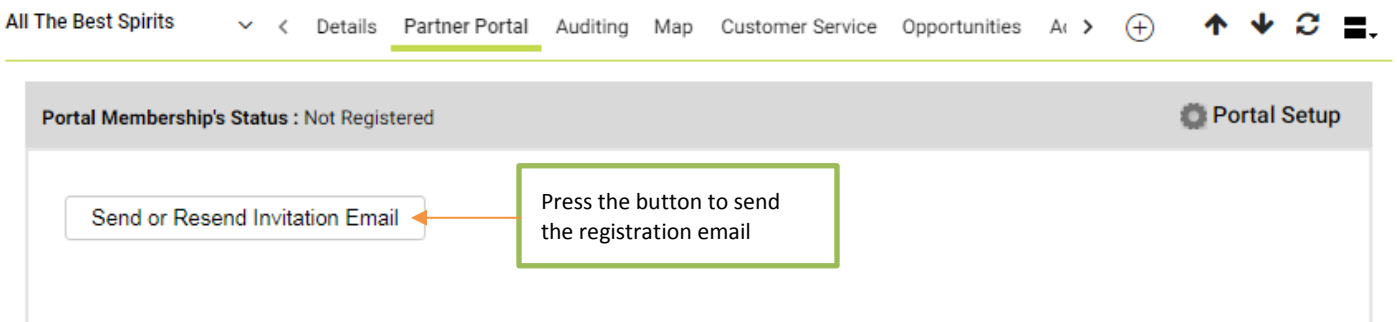 All The Best Spirits Details Partner Portal Auditing Map Customer Service Opportunities
Portal Membership's Status : Not Registered Portal Setup
Send or Resend Invitation Email
Press the button to send
the registration email